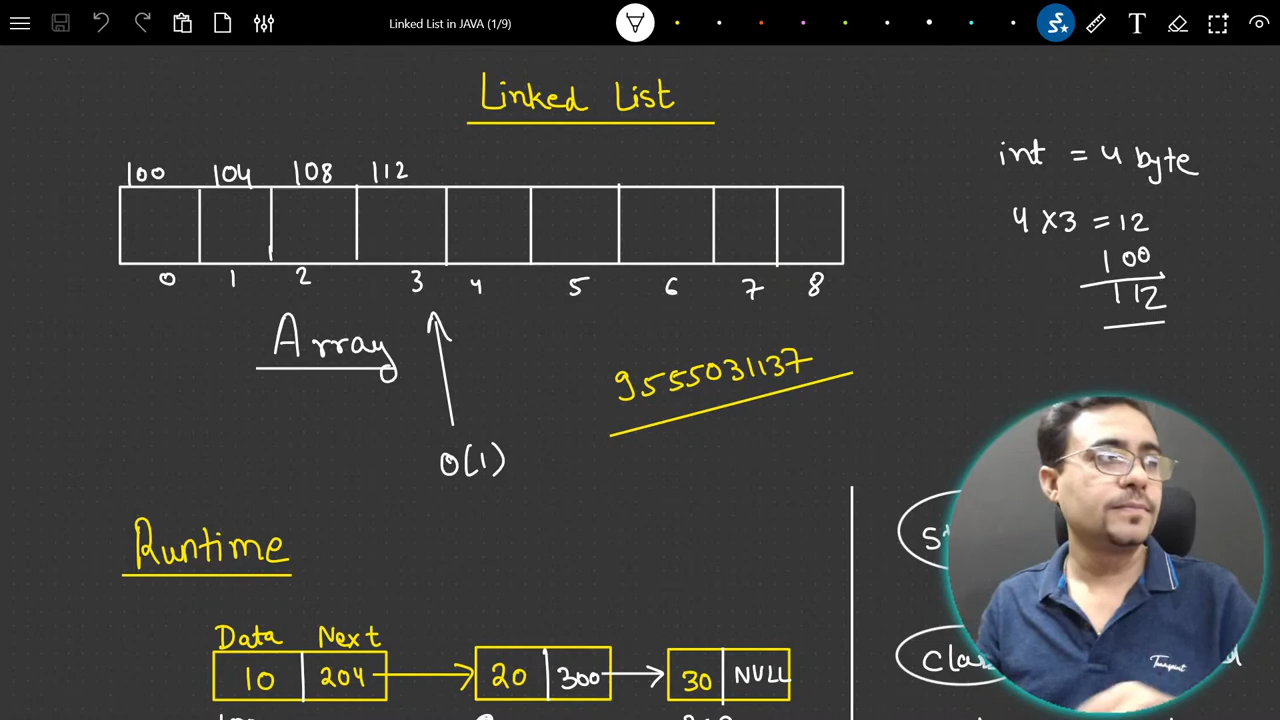 Linked List in JAVA (1/9)
T
Linked List
100 104 108 112
0 1 2 3 4 5 6 7 8
Array
O(1)
9555031137
int = 4 byte
4 X3 = 12
100
112
Runtime
Data Next
10 204 20 300 30 NULL